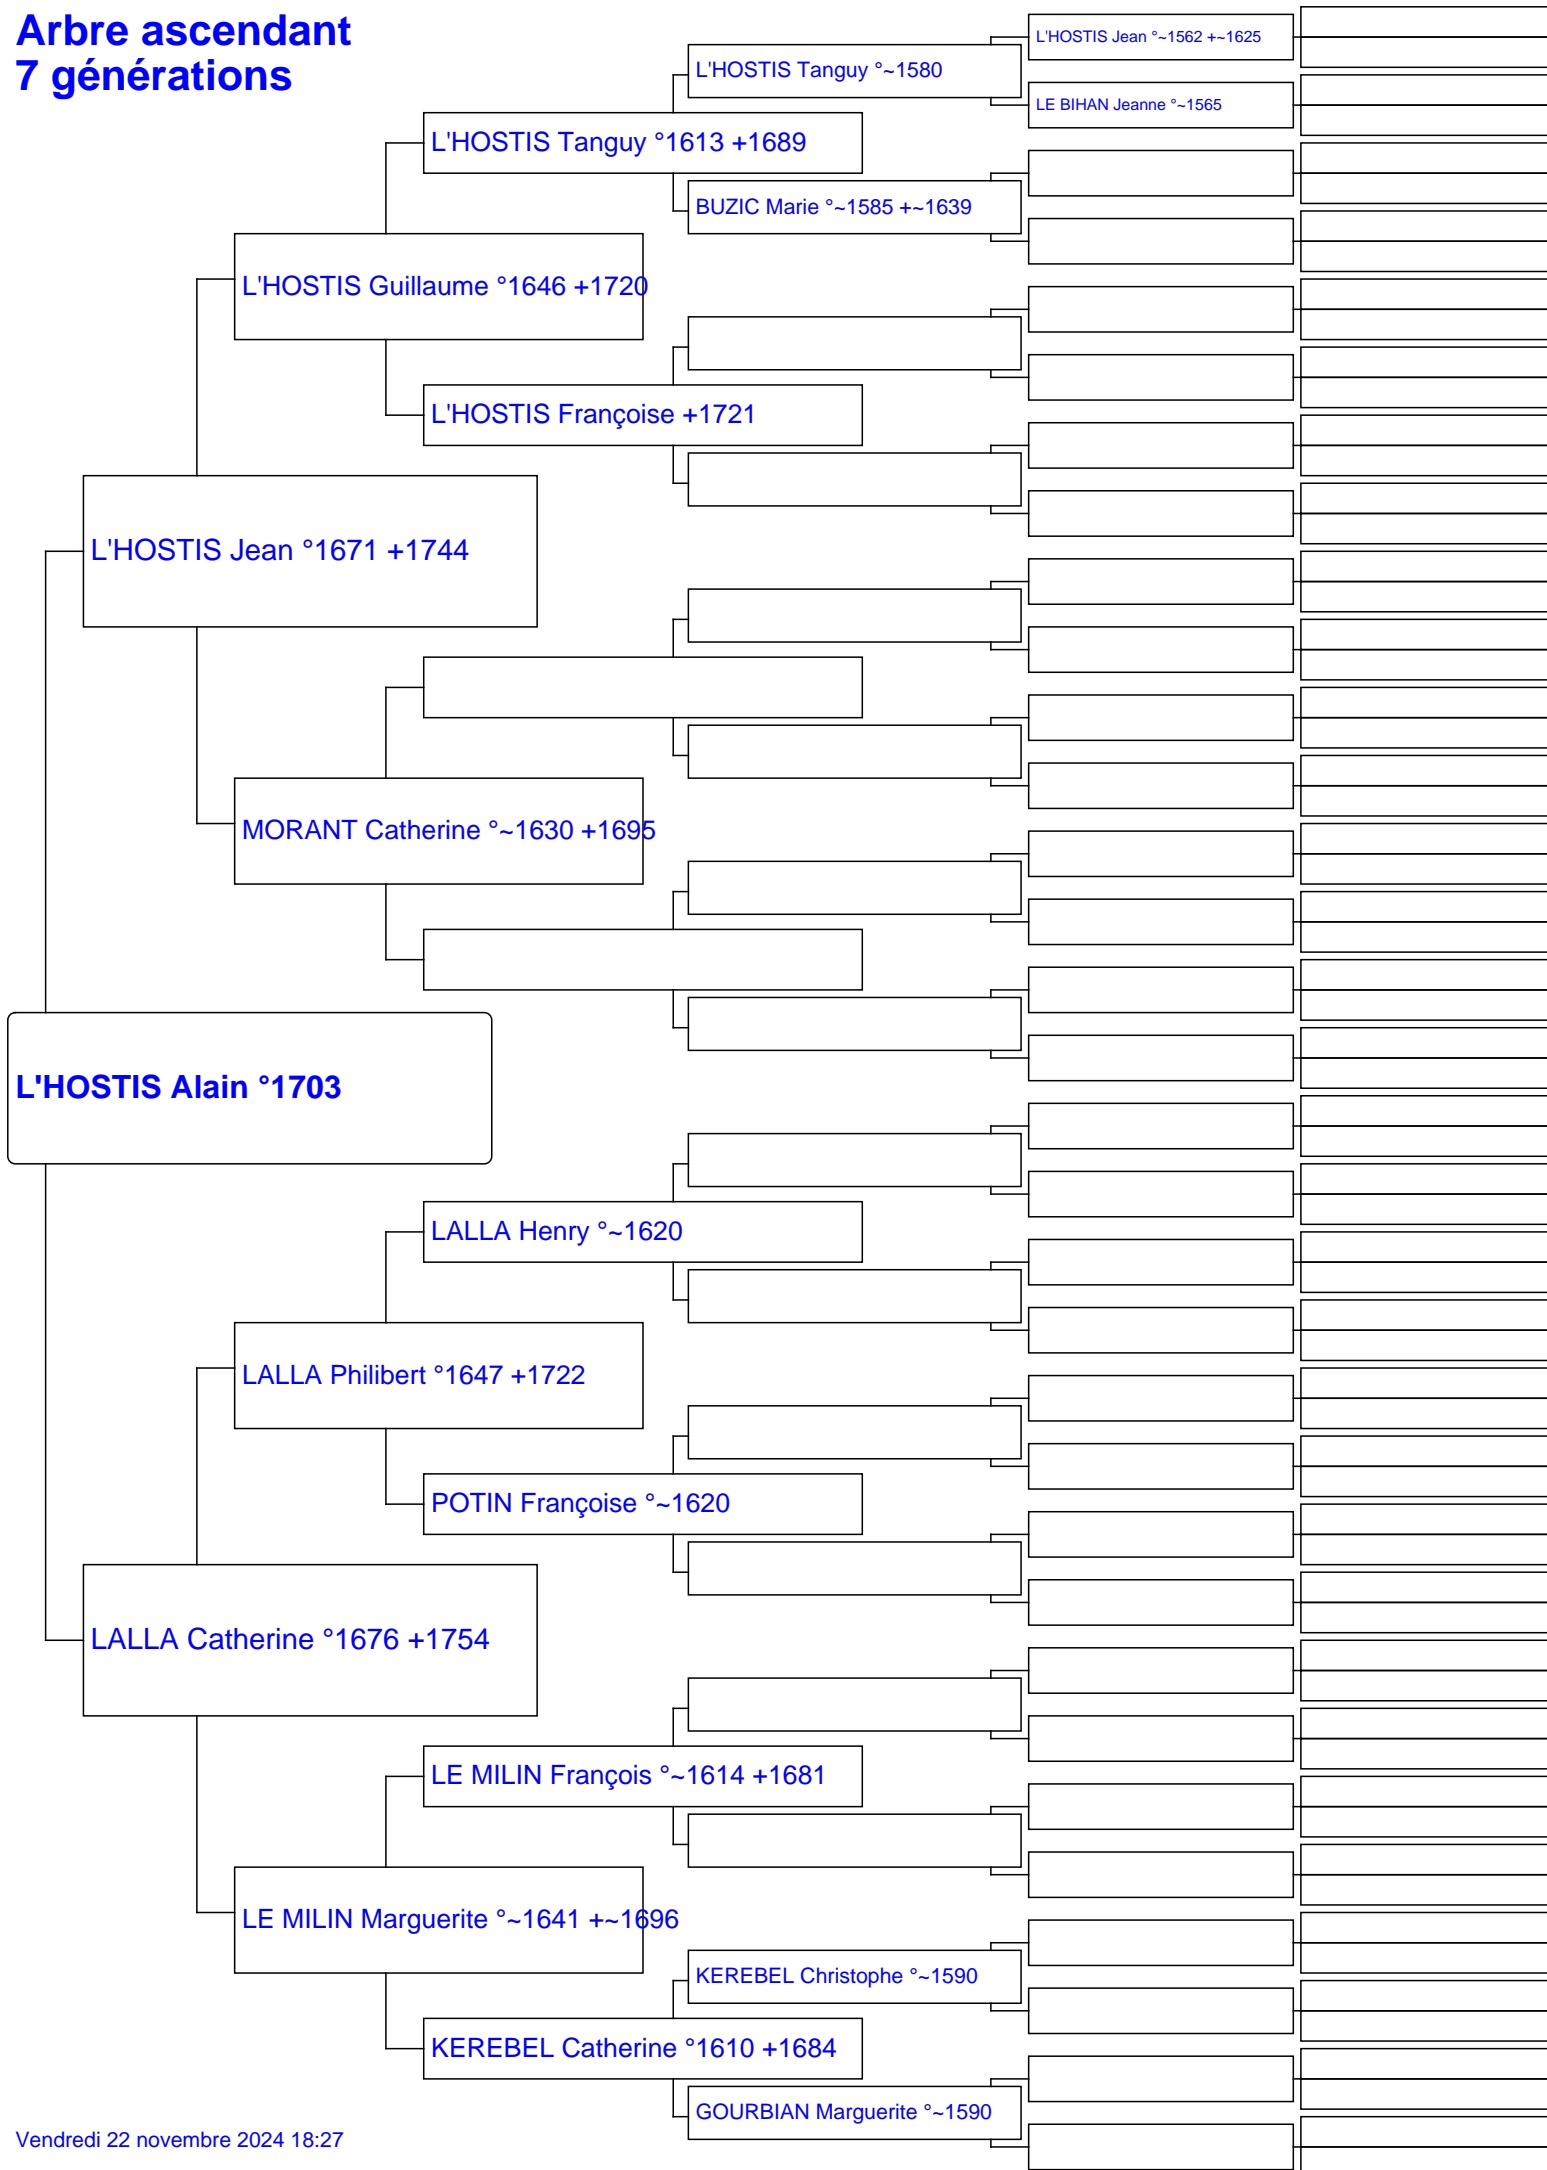 Arbre ascendant
7 générations
L'HOSTIS Jean °~1562 +~1625
L'HOSTIS Tanguy °~1580
LE BIHAN Jeanne °~1565
L'HOSTIS Tanguy °1613 +1689
BUZIC Marie °~1585 +~1639
L'HOSTIS Guillaume °1646 +1720
L'HOSTIS Françoise +1721
L'HOSTIS Jean °1671 +1744
MORANT Catherine °~1630 +1695
L'HOSTIS Alain °1703
LALLA Henry °~1620
LALLA Philibert °1647 +1722
POTIN Françoise °~1620
LALLA Catherine °1676 +1754
LE MILIN François °~1614 +1681
LE MILIN Marguerite °~1641 +~1696
KEREBEL Christophe °~1590
KEREBEL Catherine °1610 +1684
GOURBIAN Marguerite °~1590
Vendredi 22 novembre 2024 18:27